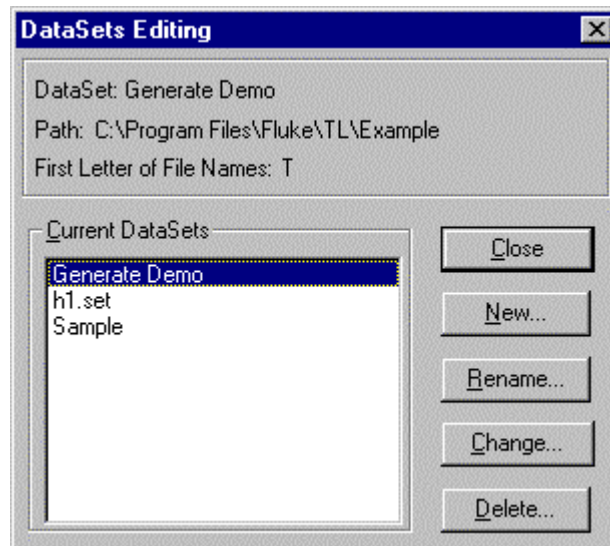 DataSets Editing
DataSet: Generate Demo
Path: C:\Program Files\Fluke\TL\Example
First Letter of File Names: T
Current DataSets
Generate Demo
h1.set
Sample
Close
New...
Rename...
Change...
Delete...